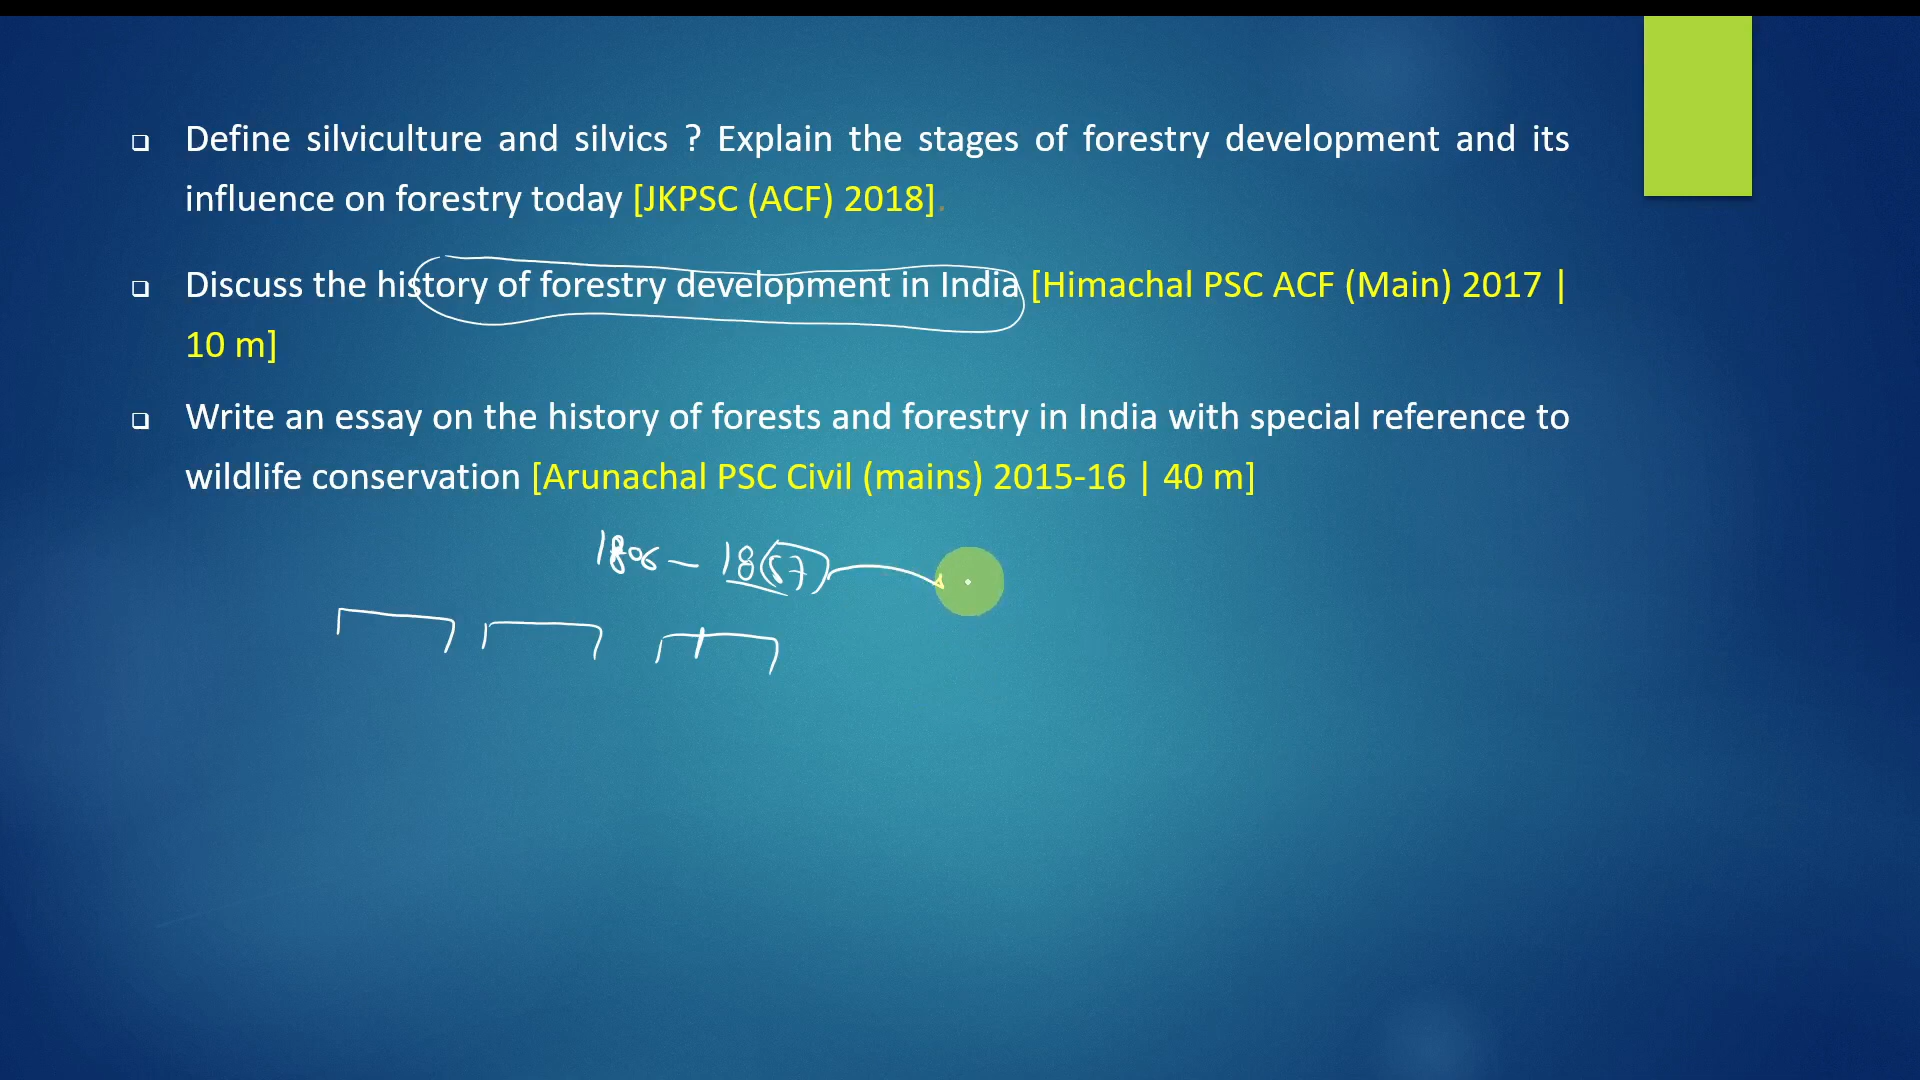 Define silviculture and silvics ? Explain the stages of forestry development and its
influence on forestry today [JKPSC (ACF) 2018].
Discuss the history of forestry development in India [Himachal PSC ACF (Main) 2017 |
10 m]
Write an essay on the history of forests and forestry in India with special reference to
wildlife conservation [Arunachal PSC Civil (mains) 2015-16 | 40 m]
1806 –